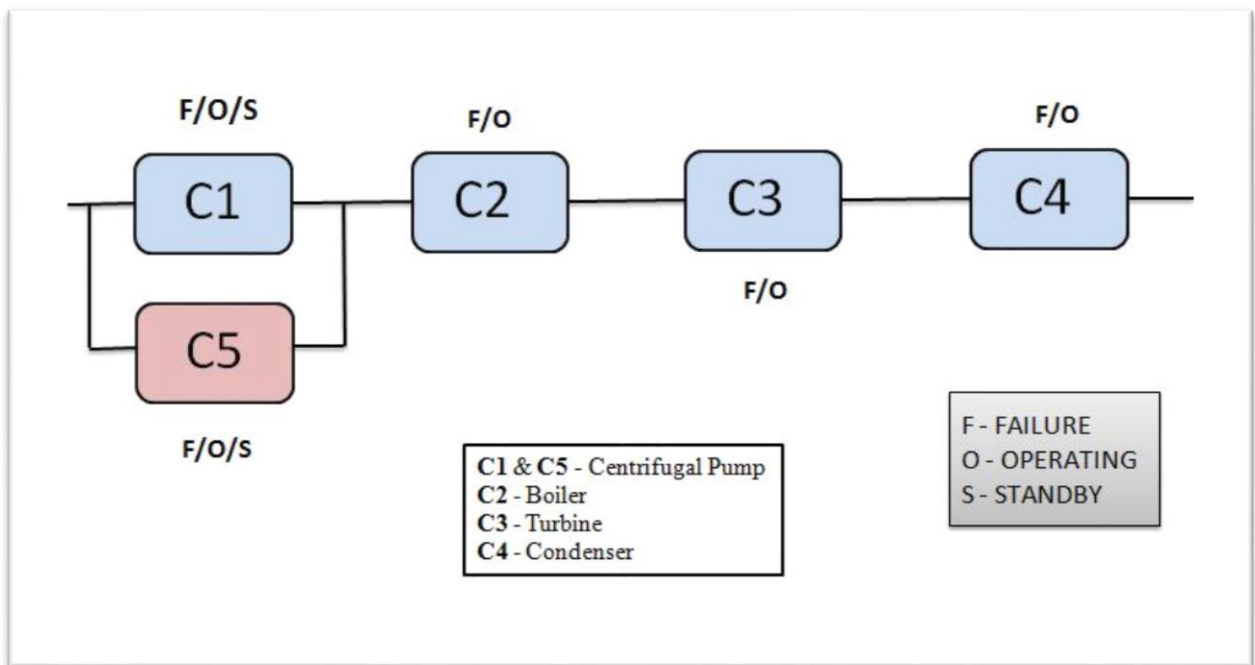 F/O/S
F/O
F/O
C1
C2
C3
C4
F/O
C5
F/O/S
C1 & C5 - Centrifugal Pump
C2 - Boiler
C3 - Turbine
C4 - Condenser
F - FAILURE
O - OPERATING
S - STANDBY